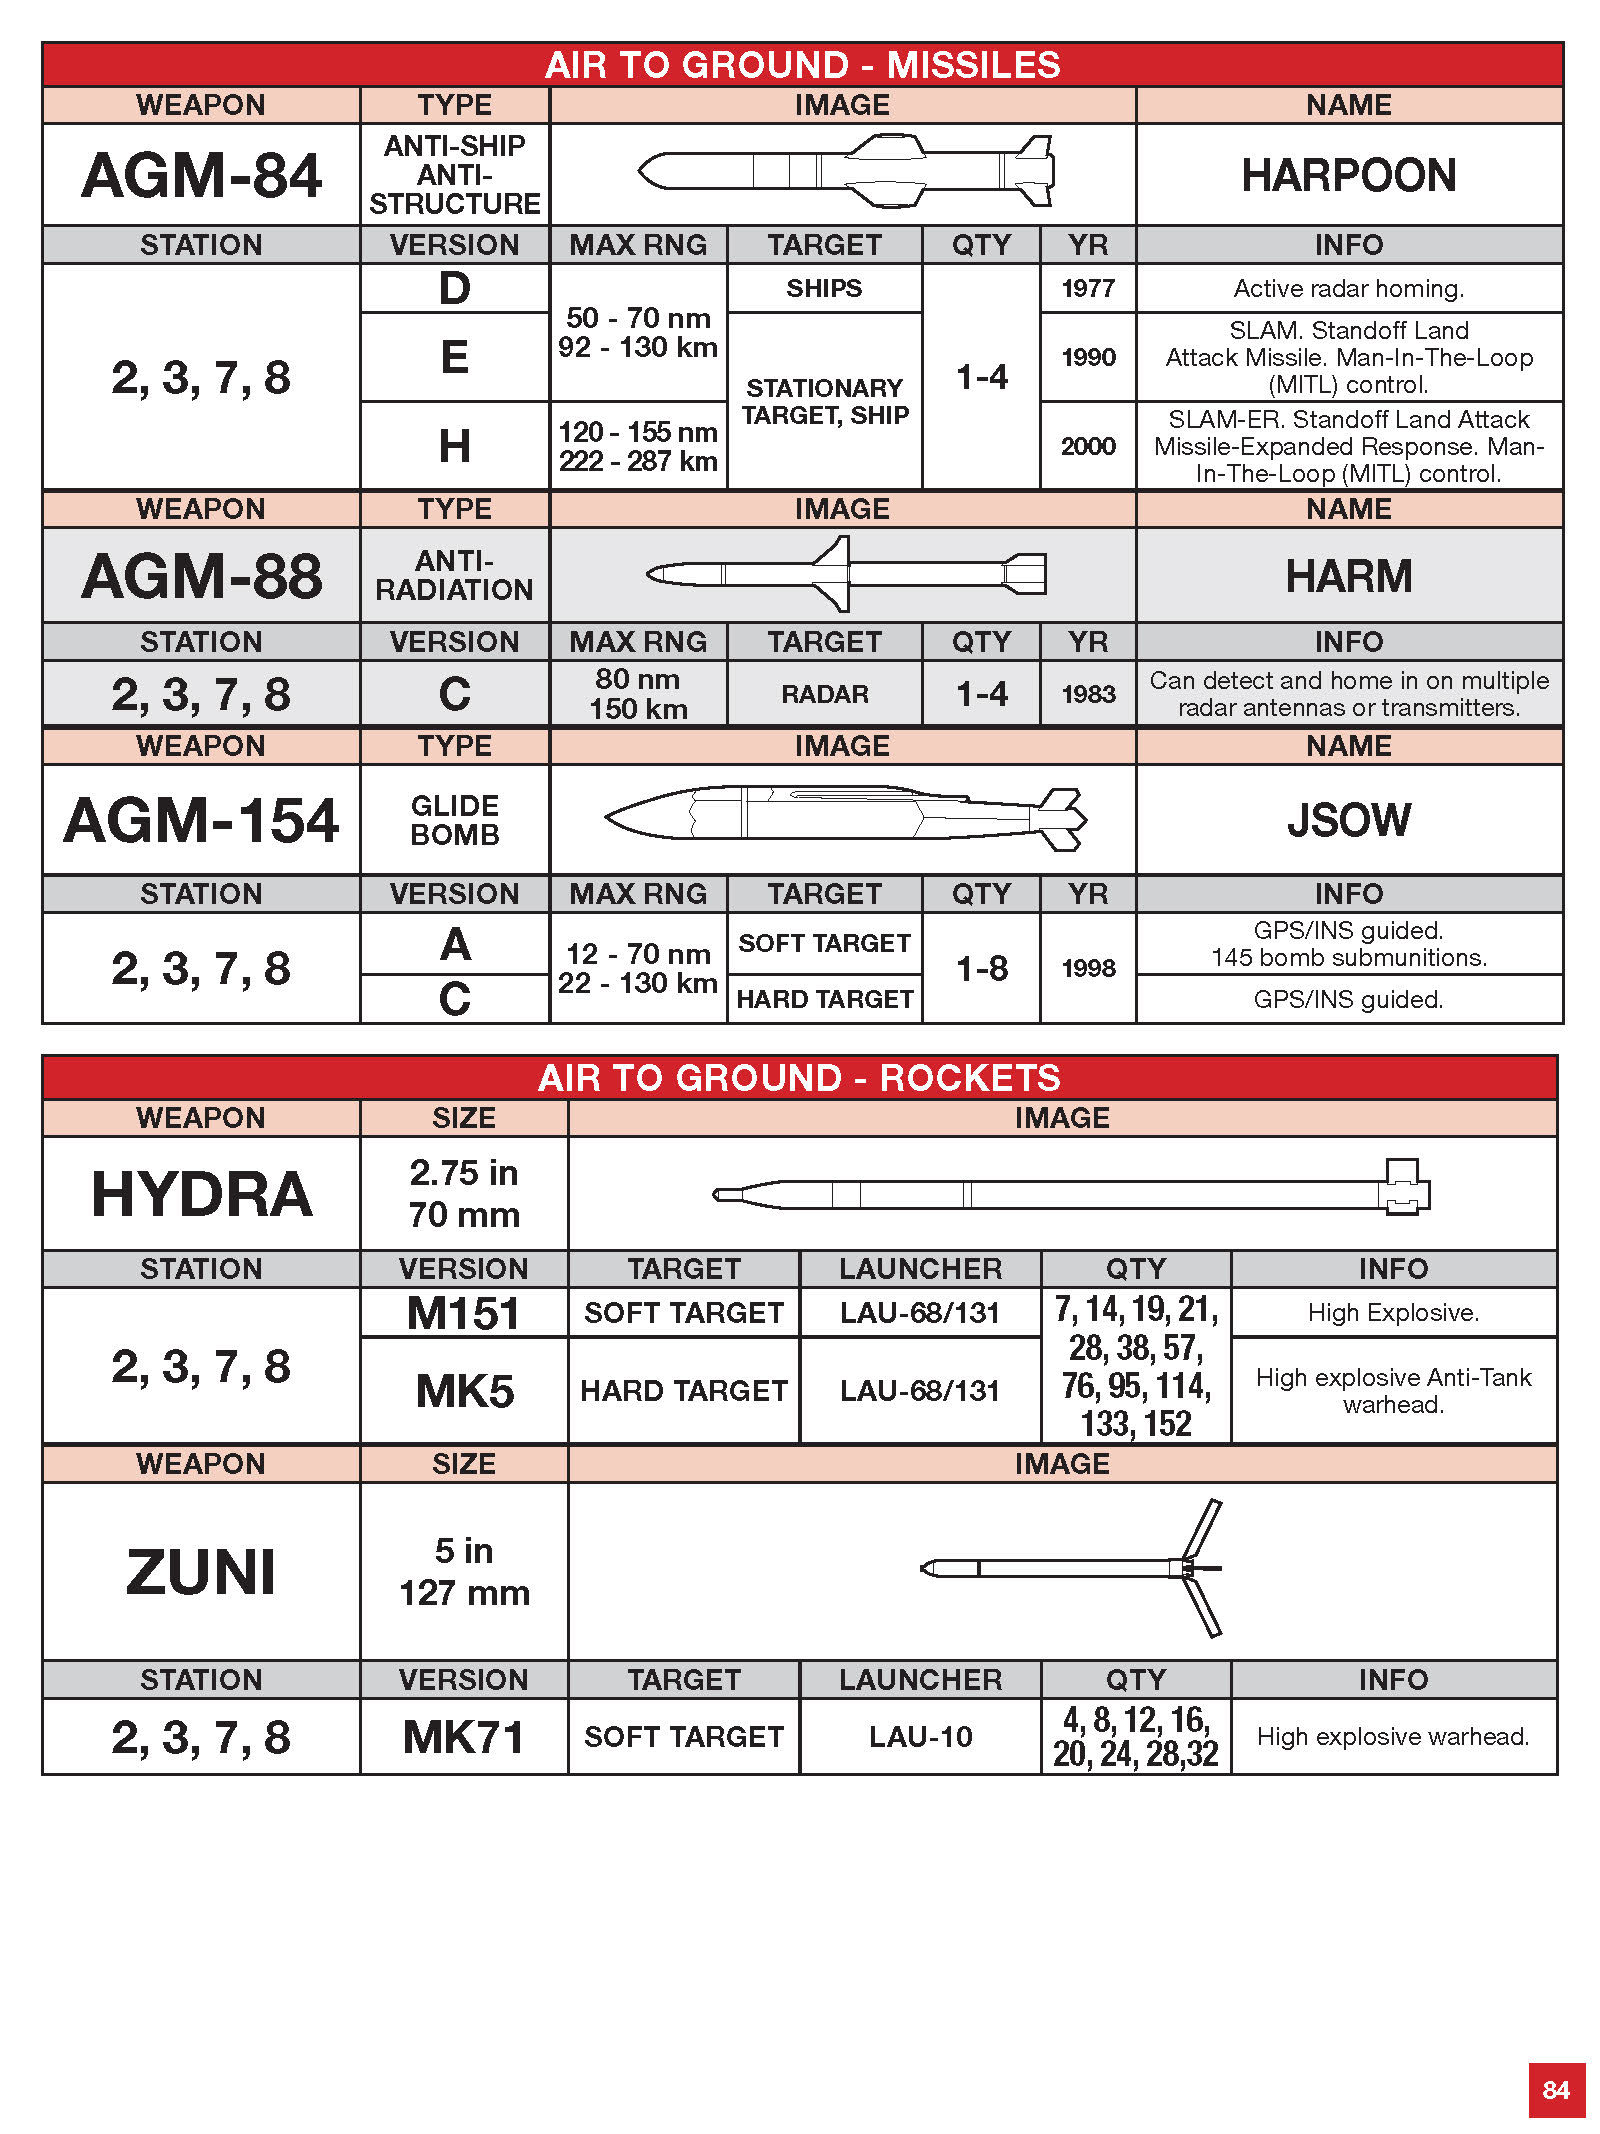 AIR TO GROUND - MISSILES
WEAPON TYPE IMAGE NAME
AGM-84
ANTI-SHIP
ANTI-
STRUCTURE
HARPOON
STATION VERSION MAX RNG TARGET QTY YR INFO
2, 3, 7, 8
D
50 - 70 nm
92 - 130 km
SHIPS
1-4
1977
Active radar homing.
E
STATIONARY
TARGET, SHIP
1990
SLAM. Standoff Land
Attack Missile. Man-In-The-Loop
(MITL) control.
H
120 - 155 nm
222 - 287 km
2000
SLAM-ER. Standoff Land Attack
Missile-Expanded Response. Man-
In-The-Loop (MITL) control.
WEAPON TYPE IMAGE NAME
AGM-88
ANTI-
RADIATION
HARM
STATION VERSION MAX RNG TARGET QTY YR INFO
2, 3, 7, 8
C
80 nm
150 km
RADAR
1-4
1983
Can detect and home in on multiple
radar antennas or transmitters.
WEAPON TYPE IMAGE NAME
AGM-154
GLIDE
BOMB
JSOW
STATION VERSION MAX RNG TARGET QTY YR INFO
2, 3, 7, 8
A
12 - 70 nm
22 - 130 km
SOFT TARGET
1-8
1998
GPS/INS guided.
145 bomb submunitions.
C
HARD TARGET
GPS/INS guided.
AIR TO GROUND - ROCKETS
WEAPON SIZE IMAGE
HYDRA
2.75 in
70 mm
STATION VERSION TARGET LAUNCHER QTY INFO
2, 3, 7, 8
M151
SOFT TARGET
LAU-68/131
7, 14, 19, 21,
28, 38, 57,
76, 95, 114,
133, 152
High Explosive.
MK5
HARD TARGET
LAU-68/131
High explosive Anti-Tank
warhead.
WEAPON SIZE IMAGE
ZUNI
5 in
127 mm
STATION VERSION TARGET LAUNCHER QTY INFO
2, 3, 7, 8
MK71
SOFT TARGET
LAU-10
4, 8, 12, 16,
20, 24, 28,32
High explosive warhead.
84